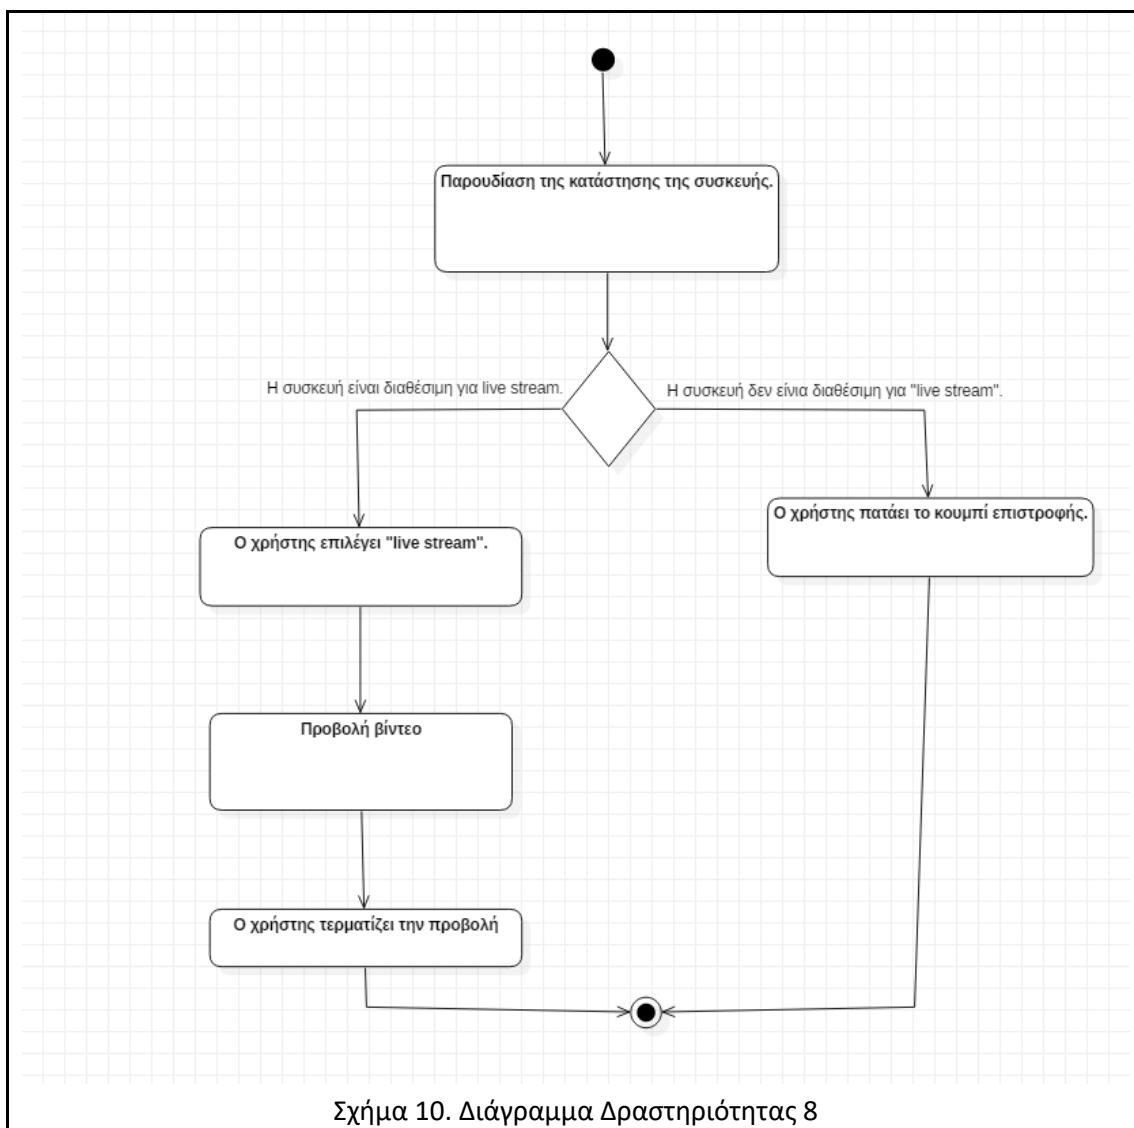 Παρουδίαση της κατάστησης της συσκευής.
Η συσκευή είναι διαθέσιμη για live stream.
Η συσκευή δεν είνια διαθέσιμη για "live stream".
Ο χρήστης πατάει το κουμπί επιστροφής.
Ο χρήστης επιλέγει "live stream".
Προβολή βίντεο
Ο χρήστης τερματίζει την προβολή
Σχήμα 10. Διάγραμμα Δραστηριότητας 8